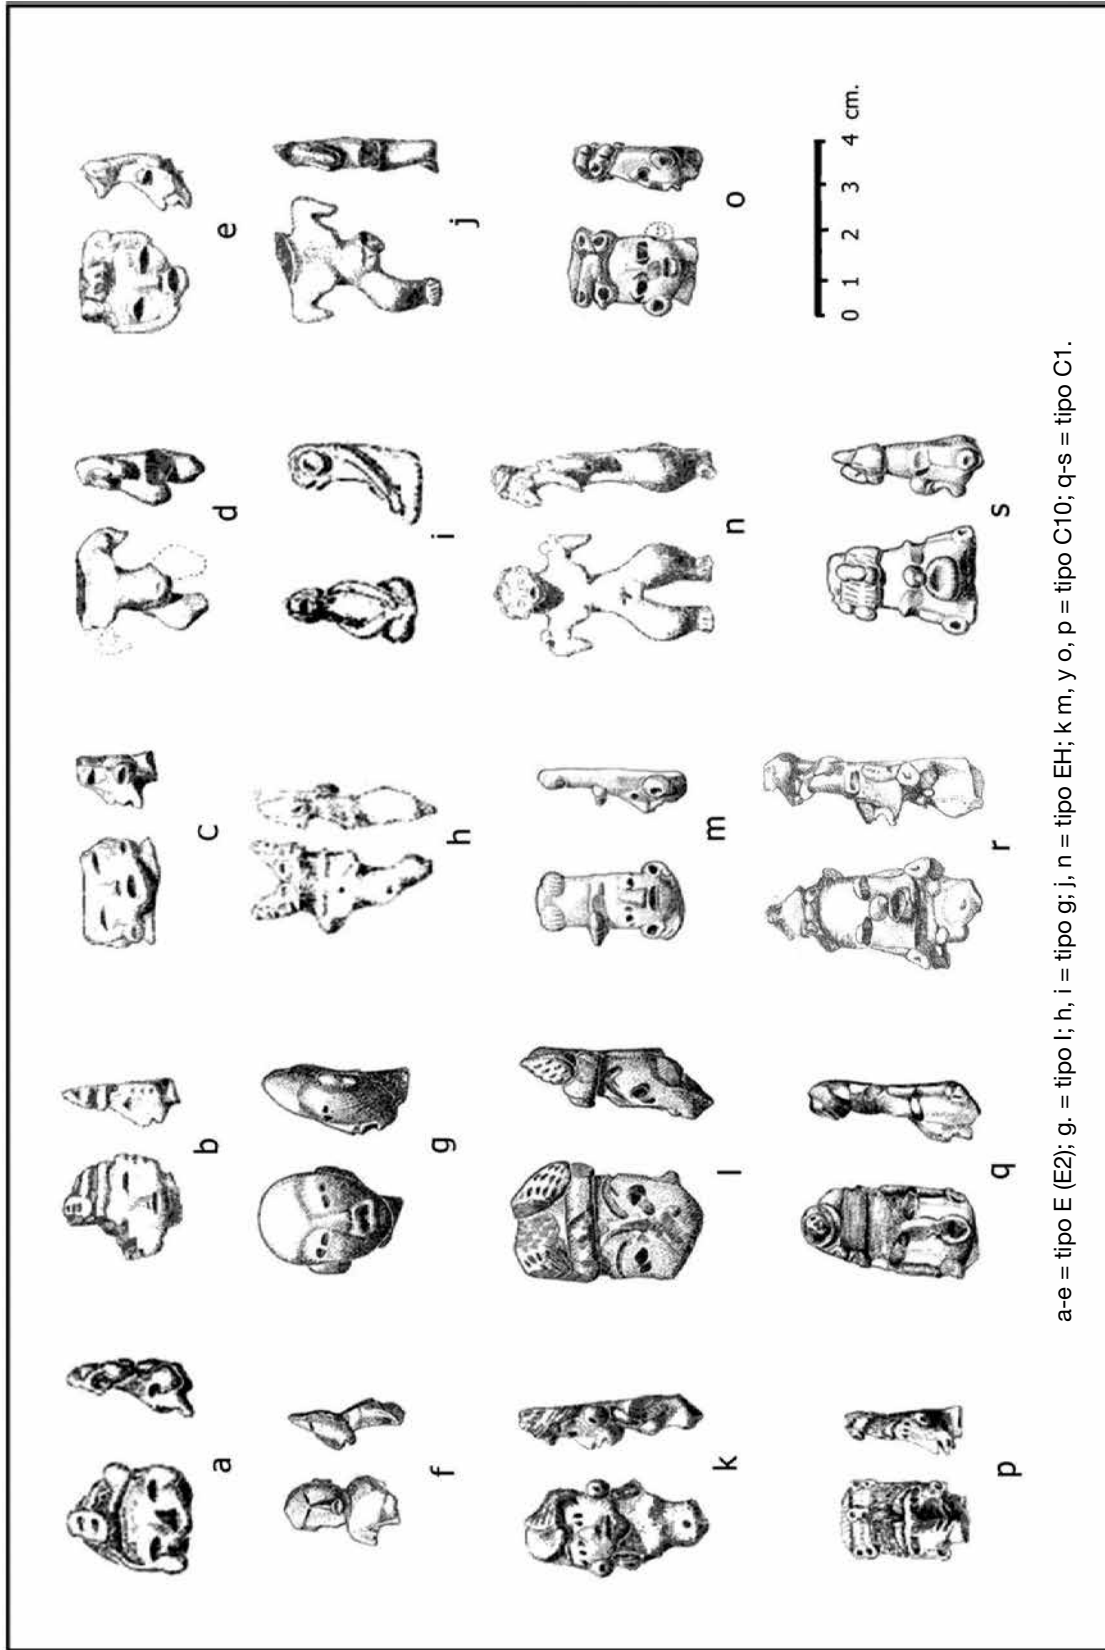 a b c d e
f g h i j
k l m n o
p q r s
0 1 2 3 4 cm.
a-e = tipo E (E2); g. = tipo I; h, i = tipo g; j, n = tipo EH; k m, y o, p = tipo C10; q-s = tipo C1.